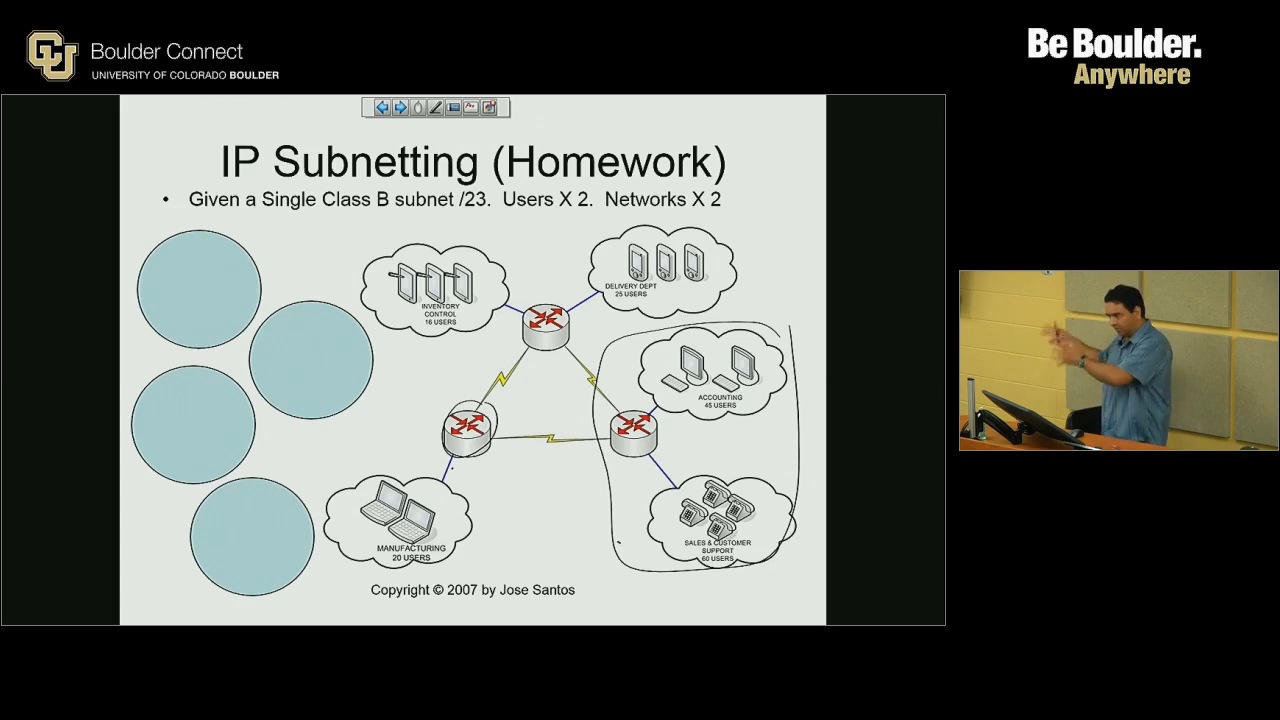 Boulder Connect
UNIVERSITY OF COLORADO BOULDER
Be Boulder.
Anywhere
IP Subnetting (Homework)
• Given a Single Class B subnet /23. Users X 2. Networks X 2
INVENTORY
CONTROL
16 USERS
DELIVERY DEPT
25 USERS
ACCOUNTING
45 USERS
MANUFACTURING
20 USERS
SALES & CUSTOMER
SUPPORT
60 USERS
Copyright © 2007 by Jose Santos